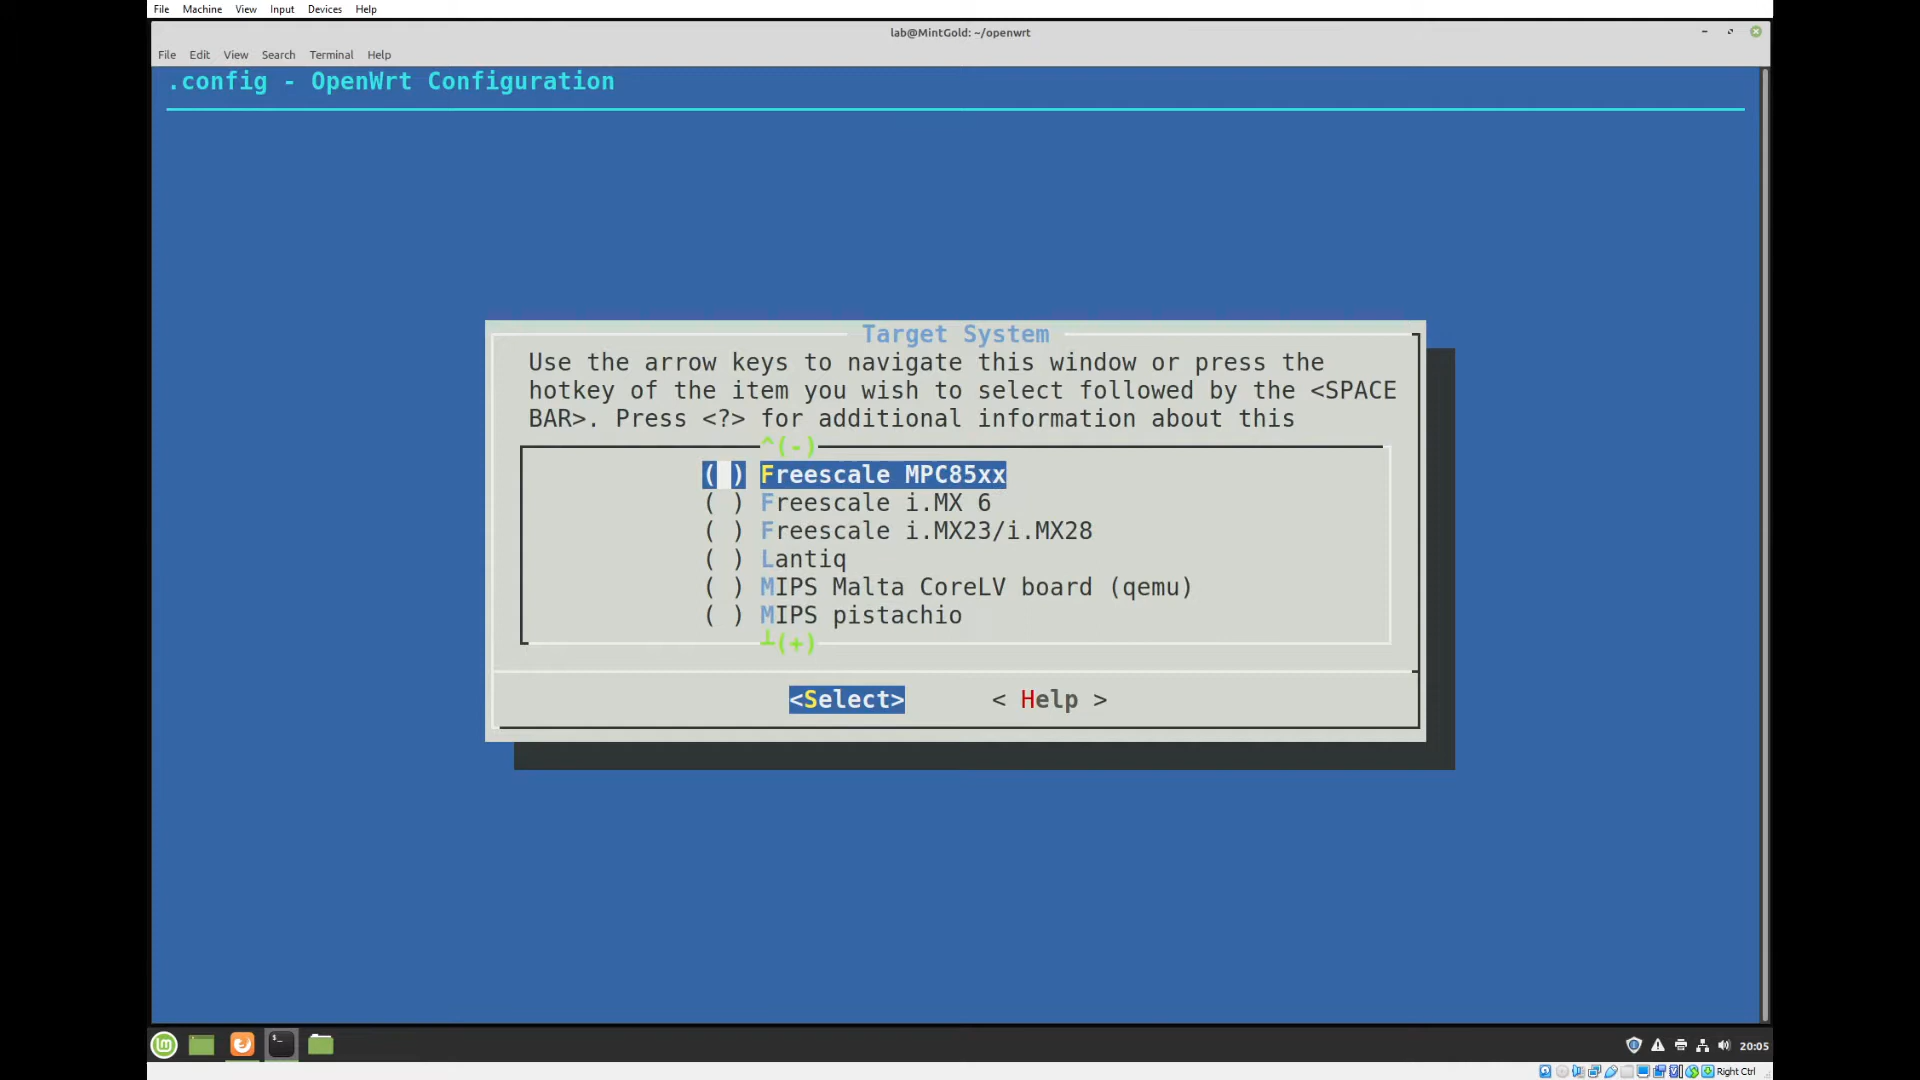 File Machine View Input Devices Help
lab@MintGold: ~/openwrt
File Edit View Search Terminal Help
.config - OpenWrt Configuration
Target System
Use the arrow keys to navigate this window or press the
hotkey of the item you wish to select followed by the <SPACE
BAR>. Press <?> for additional information about this
^(-)
( ) Freescale MPC85xx
( ) Freescale i.MX 6
( ) Freescale i.MX23/i.MX28
( ) Lantiq
( ) MIPS Malta CoreLV board (qemu)
( ) MIPS pistachio
┴(+)
<Select> < Help >
20:05
Right Ctrl